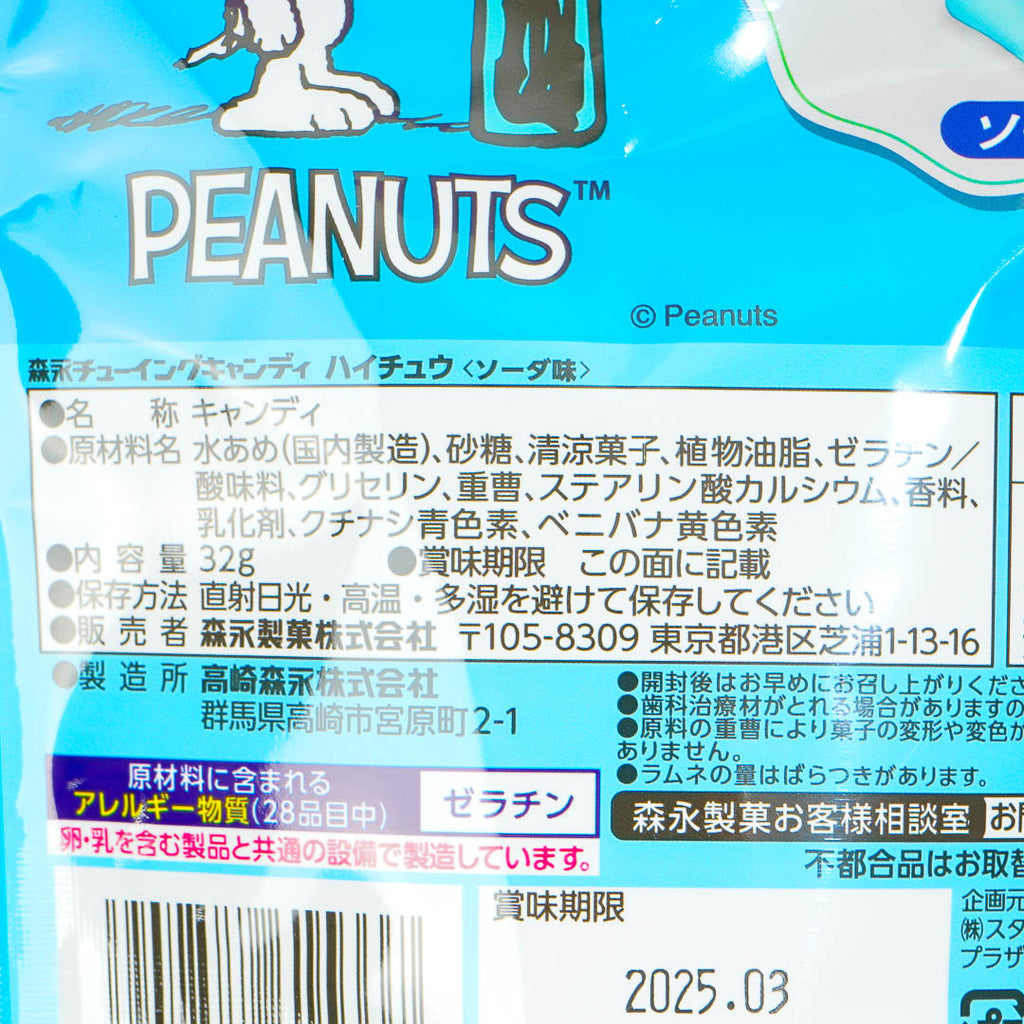 ソ
PEANUTS™
© Peanuts
森永チューイングキャンディ ハイチュウ〈ソーダ味〉
●名 称 キャンディ
●原材料名 水あめ(国内製造)、砂糖、清涼菓子、植物油脂、ゼラチン／
酸味料、グリセリン、重曹、ステアリン酸カルシウム、香料、
乳化剤、クチナシ青色素、ベニバナ黄色素
●内容量 32g ●賞味期限 この面に記載
●保存方法 直射日光・高温・多湿を避けて保存してください
●販売者 森永製菓株式会社 〒105-8309 東京都港区芝浦1-13-16
●製造所 高崎森永株式会社
群馬県高崎市宮原町2-1
●開封後はお早めにお召し上がりくださ
●歯科治療材がとれる場合がありますの
●原料の重曹により菓子の変形や変色が
ありません。
●ラムネの量はばらつきがあります。
原材料に含まれる
アレルギー物質(28品目中)
ゼラチン
卵・乳を含む製品と共通の設備で製造しています。
森永製菓お客様相談室 お
不都合品はお取替
賞味期限
2025.03
企画元
㈱スタ
プラザ